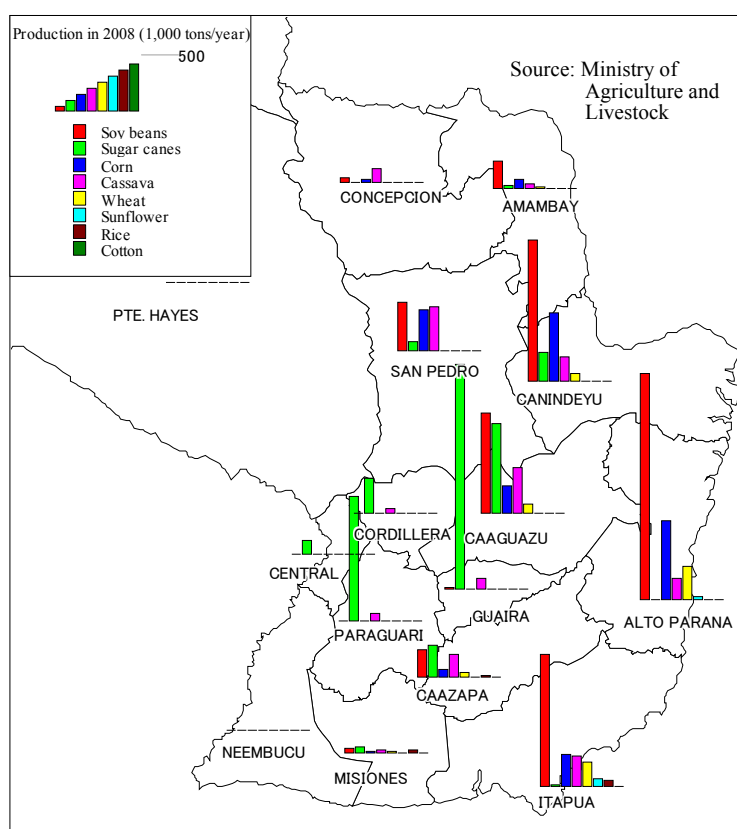 Production in 2008 (1,000 tons/year)
500
Soy beans
Sugar canes
Corn
Cassava
Wheat
Sunflower
Rice
Cotton
Source: Ministry of
Agriculture and
Livestock
CONCEPCION
AMAMBAY
PTE. HAYES
SAN PEDRO
CANINDEYU
CORDILLERA
CAAGUAZU
CENTRAL
GUAIRA
PARAGUARI
ALTO PARANA
CAAZAPA
NEEMBUCU
MISIONES
ITAPUA